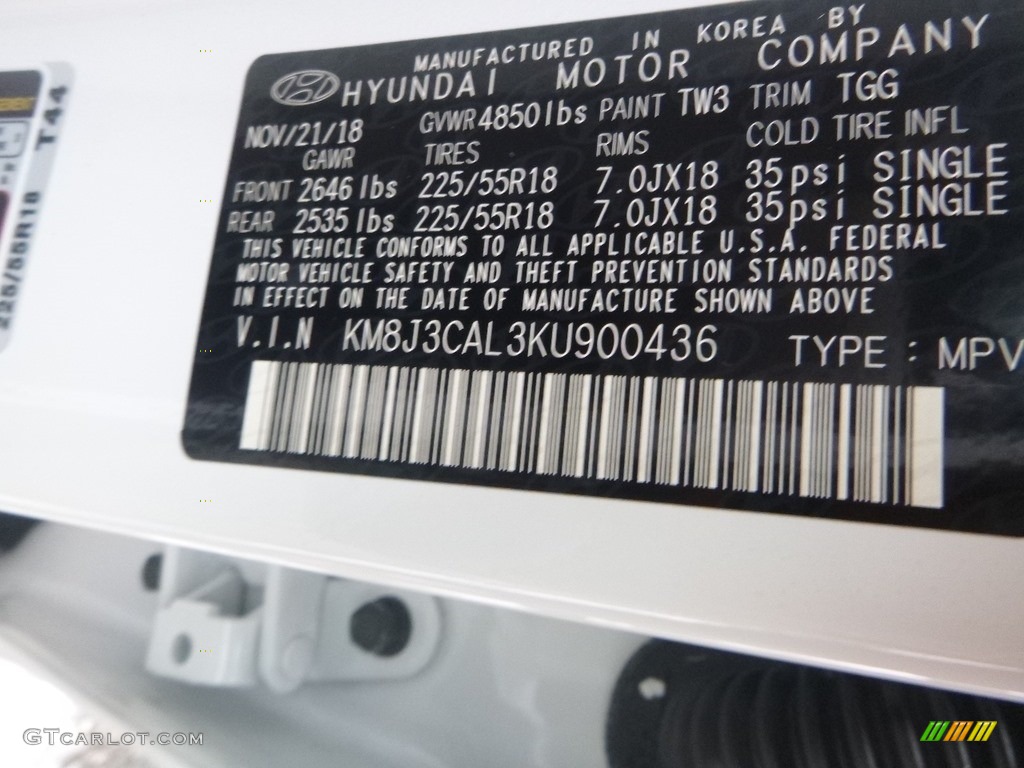 MANUFACTURED IN KOREA BY
HYUNDAI MOTOR COMPANY
NOV/21/18 GVWR 4850lbs PAINT TW3 TRIM TGG
GAWR TIRES RIMS COLD TIRE INFL
FRONT 2646 lbs 225/55R18 7.0JX18 35psi SINGLE
REAR 2535 lbs 225/55R18 7.0JX18 35psi SINGLE
THIS VEHICLE CONFORMS TO ALL APPLICABLE U.S.A. FEDERAL
MOTOR VEHICLE SAFETY AND THEFT PREVENTION STANDARDS
IN EFFECT ON THE DATE OF MANUFACTURE SHOWN ABOVE
V.I.N KM8J3CAL3KU900436 TYPE : MPV
225/55R18 T44
GTCARLOT.COM